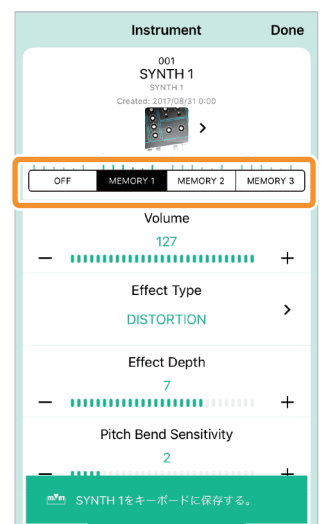 Instrument Done
001
SYNTH 1
SYNTH 1
Created: 2017/08/31 0:00
OFF MEMORY 1 MEMORY 2 MEMORY 3
Volume
127
Effect Type
DISTORTION
Effect Depth
7
Pitch Bend Sensitivity
2
SYNTH 1をキーボードに保存する。